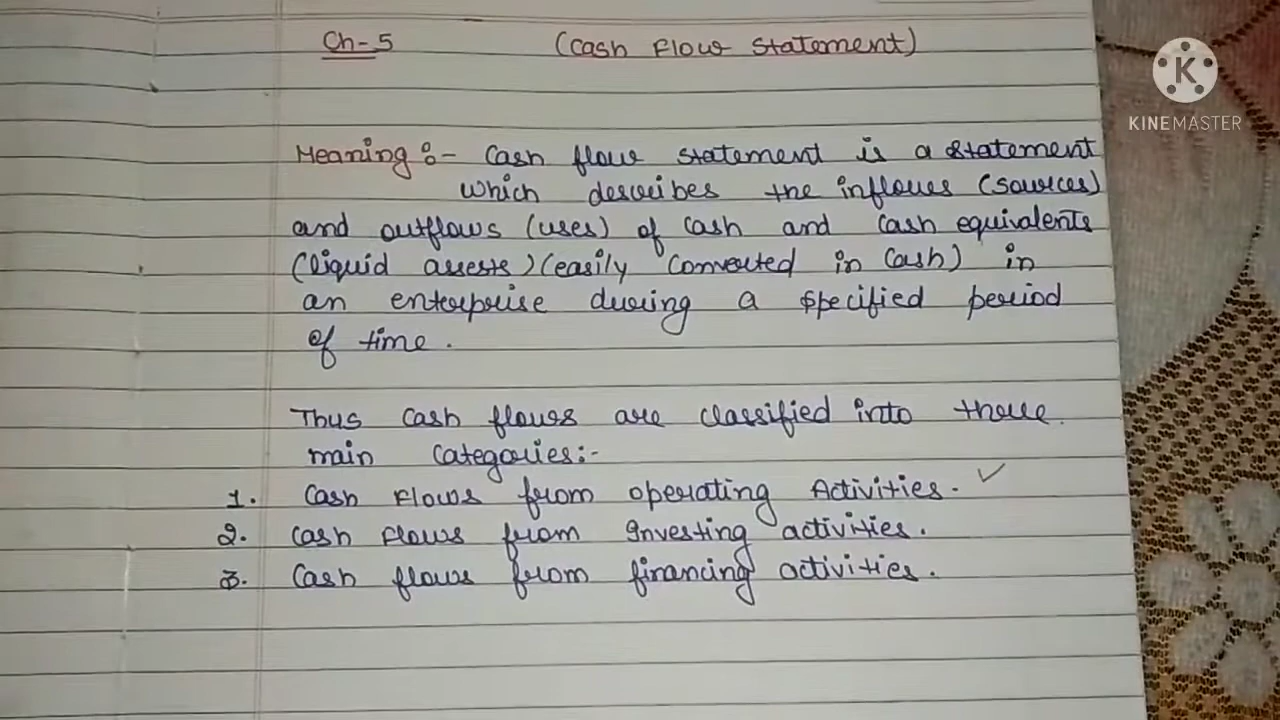 Ch-5 (Cash Flow Statement)
KINEMASTER
Meaning :- Cash flow statement is a statement
which describes the inflows (sources)
and outflows (uses) of cash and cash equivalents
(liquid assests) (easily converted in cash) in
an enterprise during a specified period
of time.
Thus cash flows are classified into three
main categories:-
1. Cash Flows from operating Activities.
2. Cash Flows from Investing activities.
3. Cash flows from financing activities.